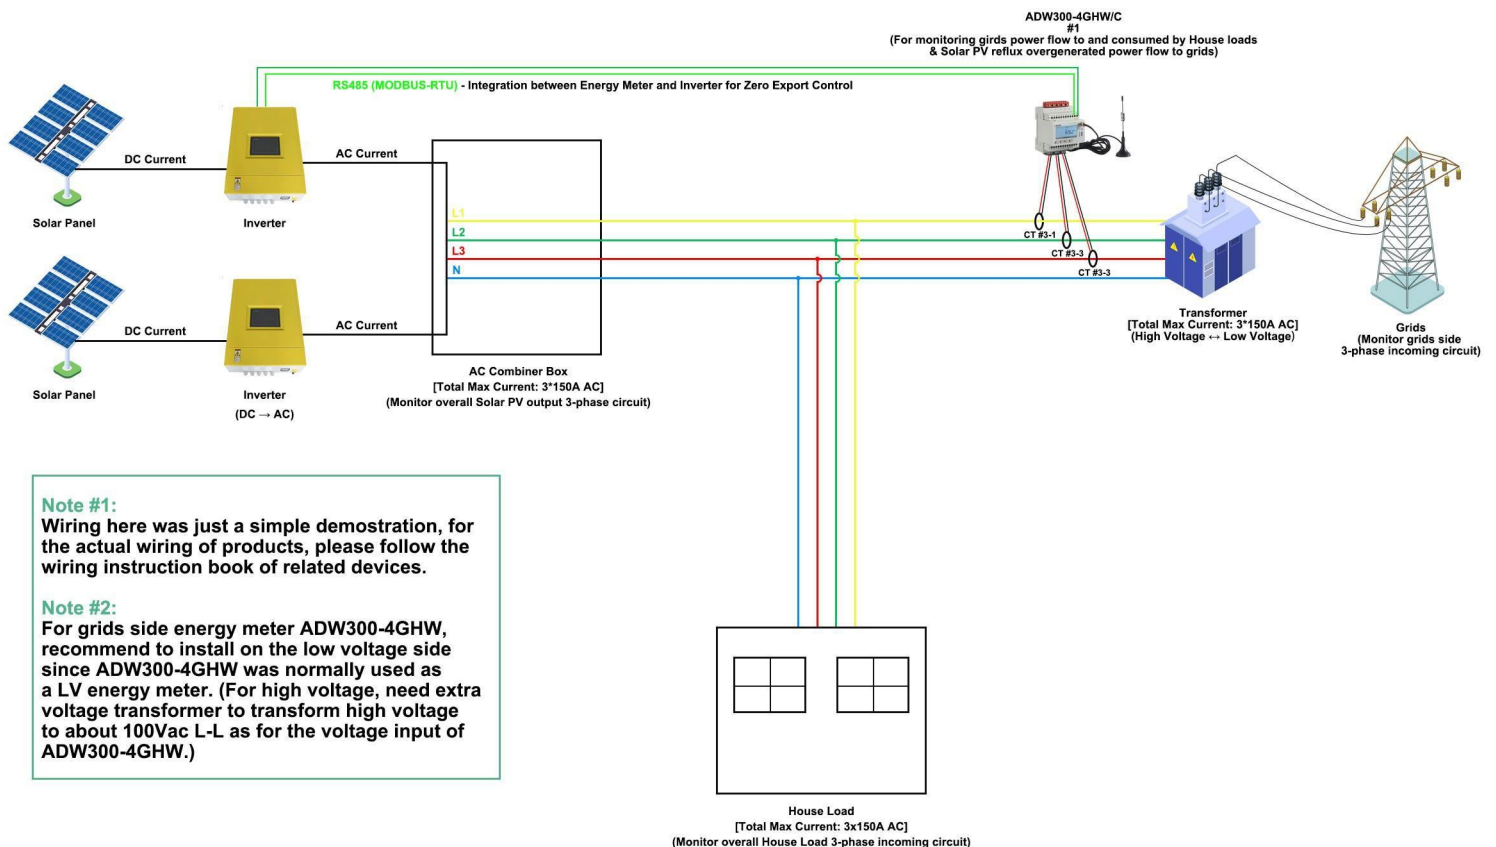 ADW300-4GHW/C
#1
(For monitoring girds power flow to and consumed by House loads
& Solar PV reflux overgenerated power flow to grids)
RS485 (MODBUS-RTU) - Integration between Energy Meter and Inverter for Zero Export Control
DC Current
AC Current
Solar Panel
Inverter
L1
L2
L3
N
CT #3-1
CT #3-3
CT #3-3
DC Current
AC Current
Solar Panel
Inverter
(DC → AC)
AC Combiner Box
[Total Max Current: 3*150A AC]
(Monitor overall Solar PV output 3-phase circuit)
Transformer
[Total Max Current: 3*150A AC]
(High Voltage ↔ Low Voltage)
Grids
(Monitor grids side
3-phase incoming circuit)
Note #1:
Wiring here was just a simple demostration, for
the actual wiring of products, please follow the
wiring instruction book of related devices.
Note #2:
For grids side energy meter ADW300-4GHW,
recommend to install on the low voltage side
since ADW300-4GHW was normally used as
a LV energy meter. (For high voltage, need extra
voltage transformer to transform high voltage
to about 100Vac L-L as for the voltage input of
ADW300-4GHW.)
House Load
[Total Max Current: 3x150A AC]
(Monitor overall House Load 3-phase incoming circuit)